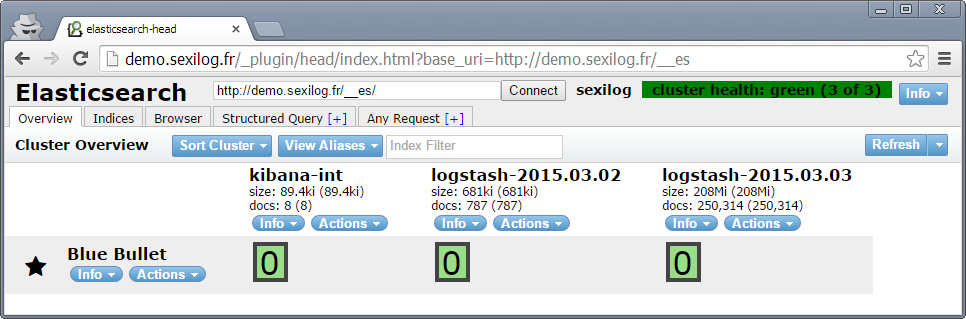 elasticsearch-head
demo.sexilog.fr/_plugin/head/index.html?base_uri=http://demo.sexilog.fr/__es
Elasticsearch http://demo.sexilog.fr/__es/ Connect sexilog cluster health: green (3 of 3) Info
Overview Indices Browser Structured Query [+] Any Request [+]
Cluster Overview Sort Cluster View Aliases Index Filter Refresh
kibana-int logstash-2015.03.02 logstash-2015.03.03
size: 89.4ki (89.4ki) size: 681ki (681ki) size: 208Mi (208Mi)
docs: 8 (8) docs: 787 (787) docs: 250,314 (250,314)
Info Actions Info Actions Info Actions
Blue Bullet 0 0 0
Info Actions